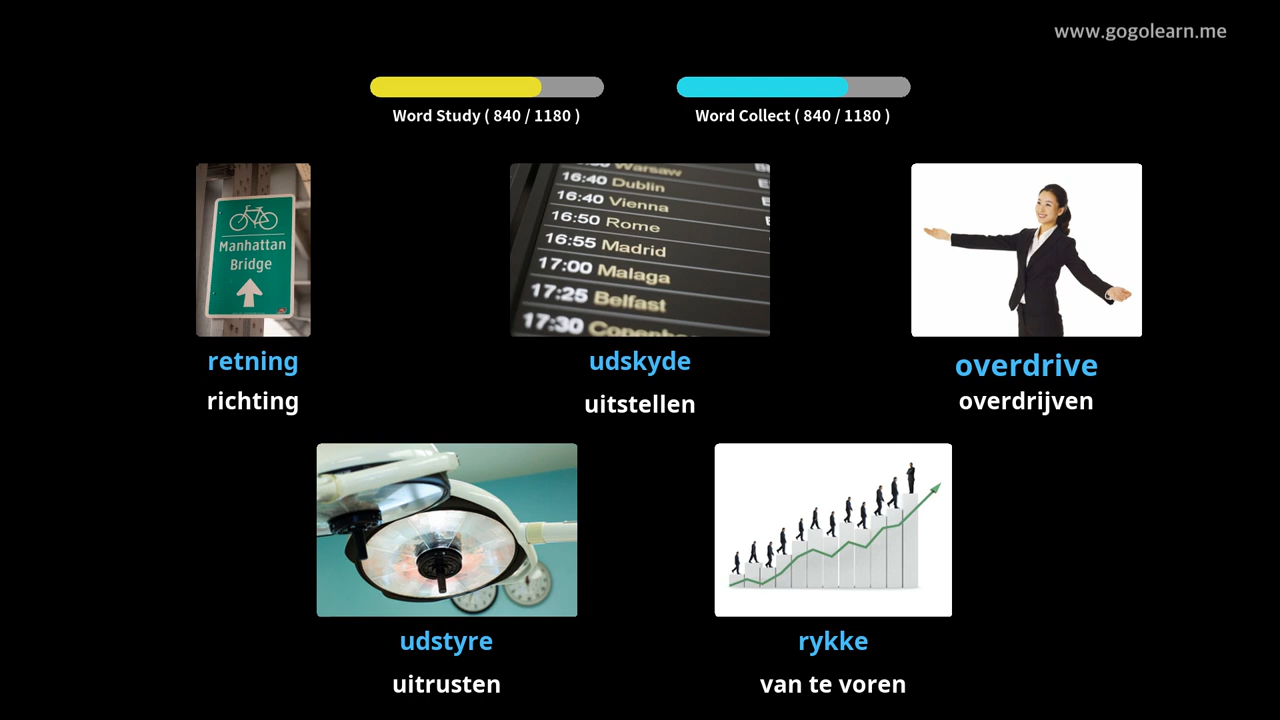 www.gogolearn.me
Word Study ( 840 / 1180 )
Word Collect ( 840 / 1180 )
Manhattan
Bridge
Warsaw
16:40 Dublin
16:40 Vienna
16:50 Rome
16:55 Madrid
17:00 Malaga
17:25 Belfast
17:30
retning
richting
udskyde
uitstellen
overdrive
overdrijven
udstyre
uitrusten
rykke
van te voren